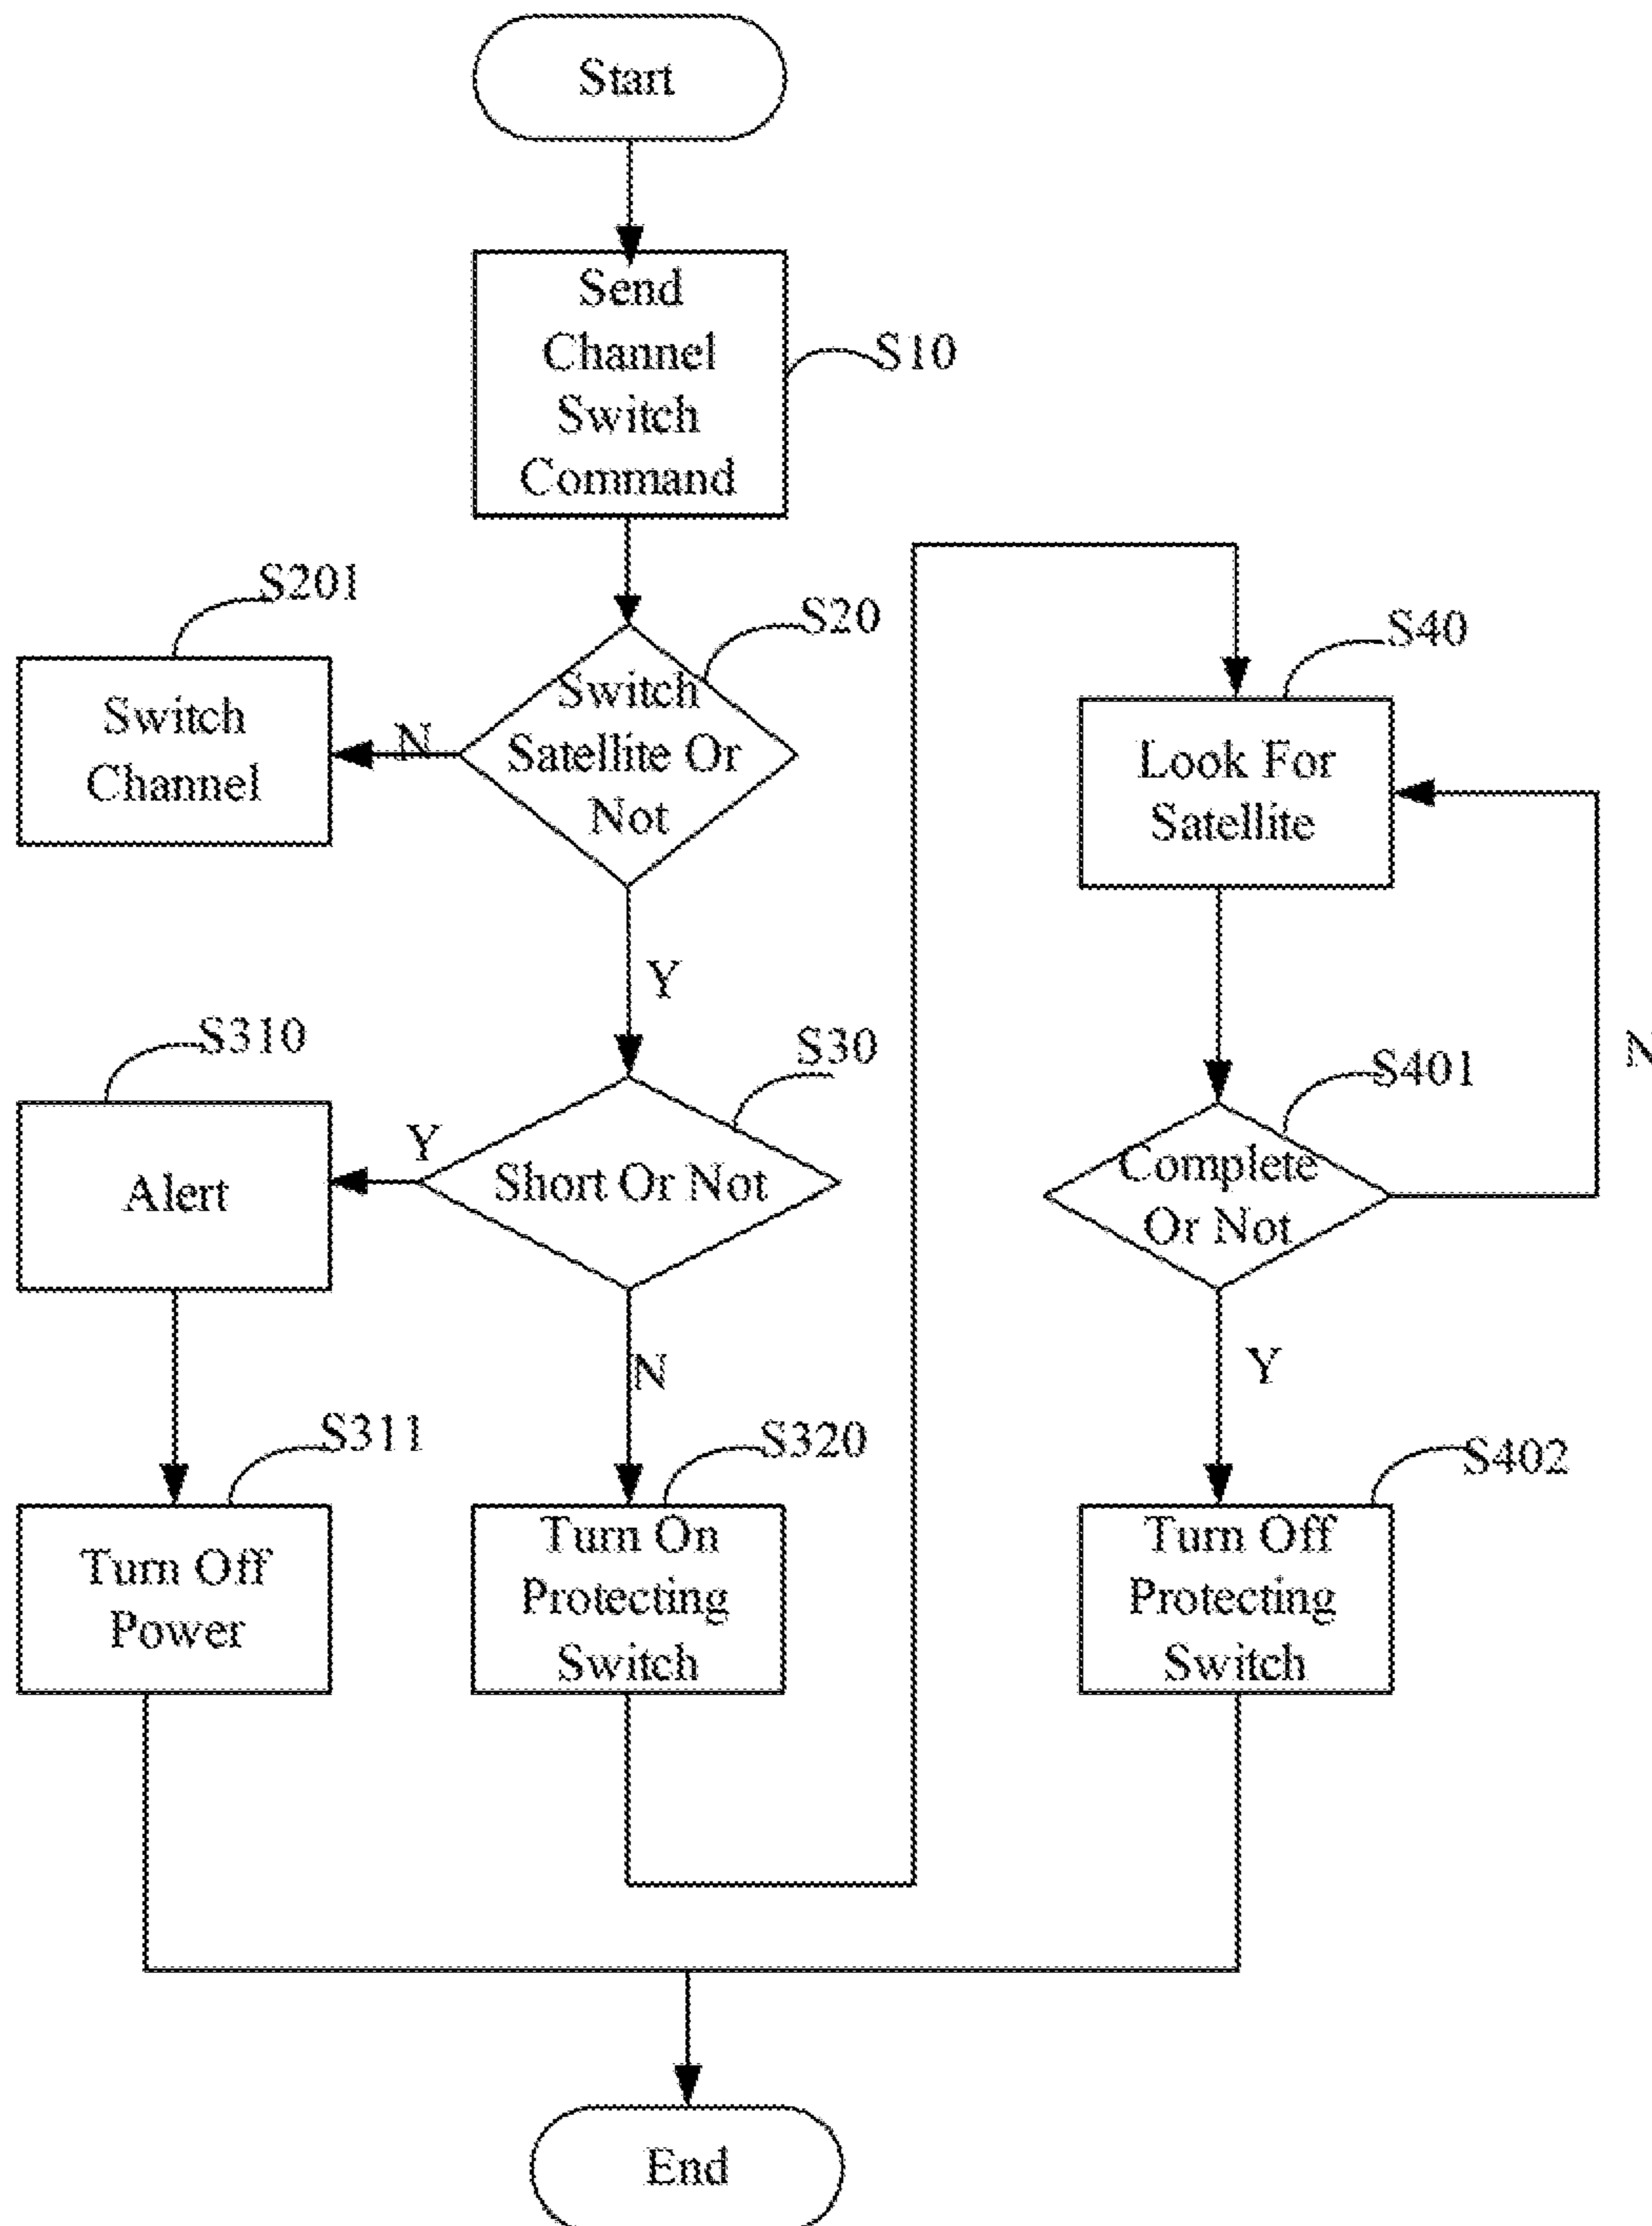 Start
Send
Channel
Switch
Command
S10
S201
Switch
Channel
N
S20
Switch
Satellite Or
Not
Y
S310
Alert
Y
S30
Short Or Not
N
S311
Turn Off
Power
S320
Turn On
Protecting
Switch
S40
Look For
Satellite
N
S401
Complete
Or Not
Y
S402
Turn Off
Protecting
Switch
End